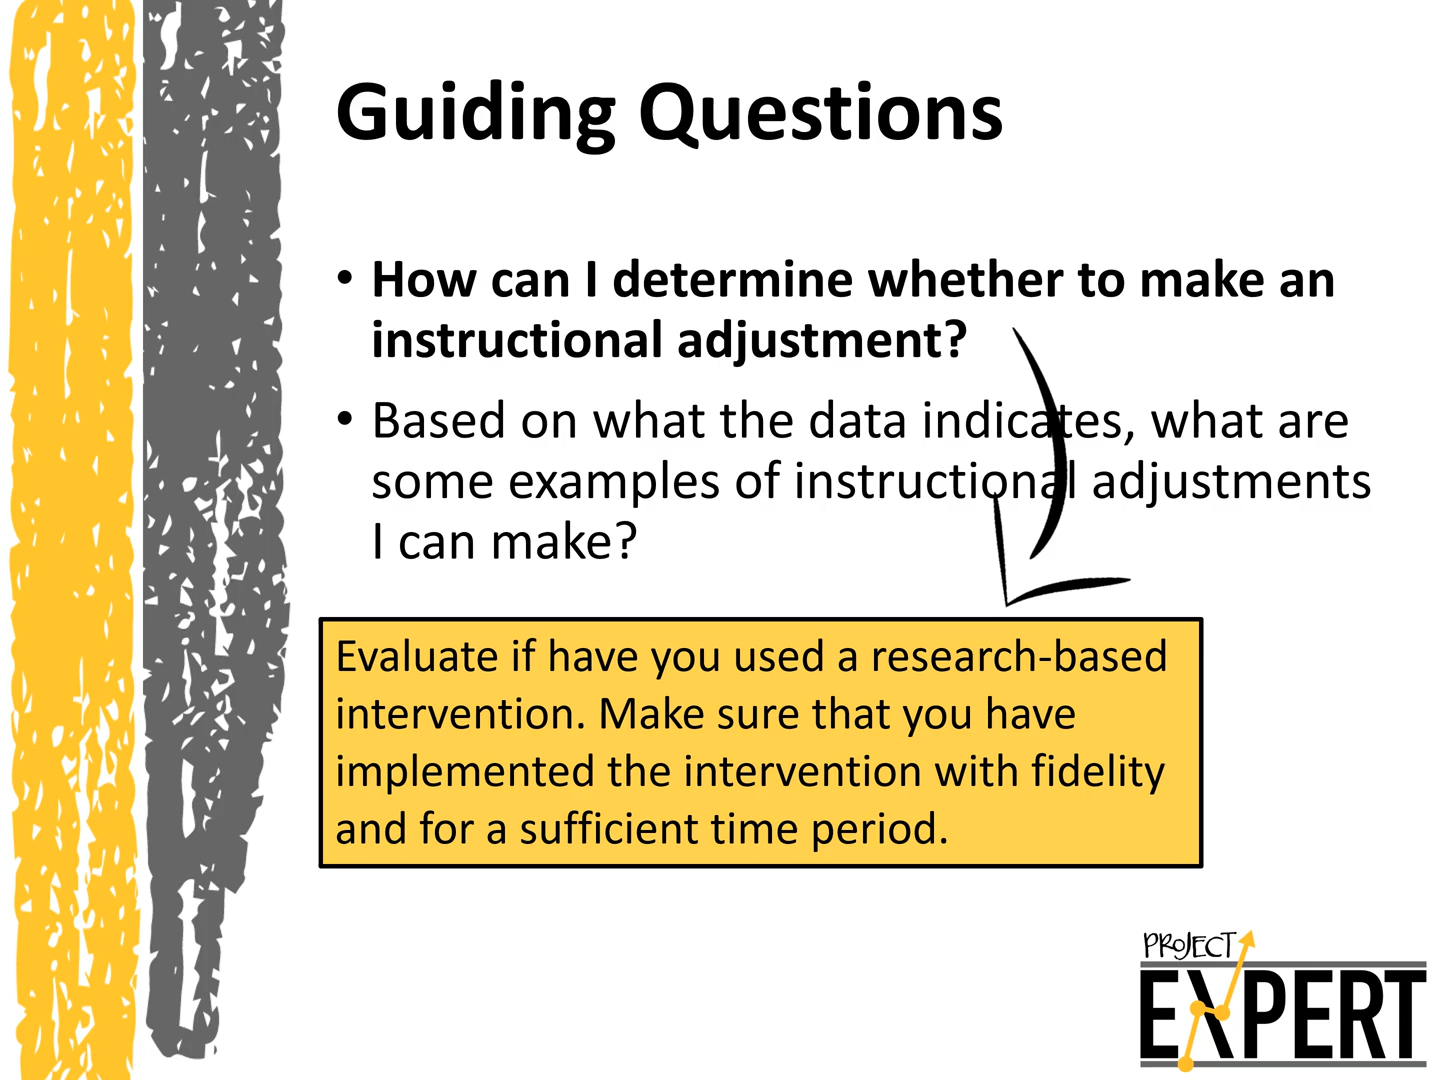 Guiding Questions
• How can I determine whether to make an
instructional adjustment?
• Based on what the data indicates, what are
some examples of instructional adjustments
I can make?
Evaluate if have you used a research-based
intervention. Make sure that you have
implemented the intervention with fidelity
and for a sufficient time period.
PROJECT
EXPERT